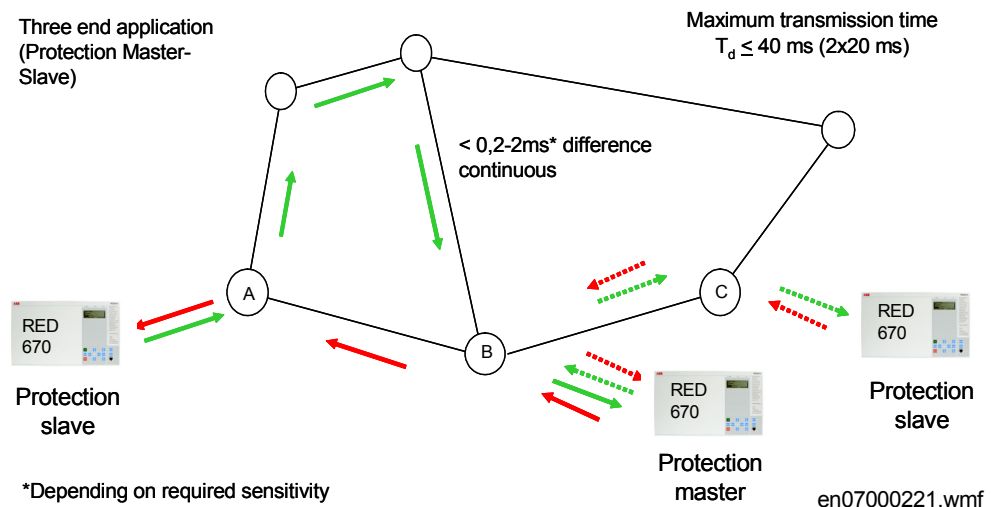 Three end application
(Protection Master-
Slave)
Maximum transmission time
Td ≤ 40 ms (2x20 ms)
< 0,2-2ms* difference
continuous
A
B
C
RED
670
Protection
slave
RED
670
Protection
master
RED
670
Protection
slave
*Depending on required sensitivity
en07000221.wmf